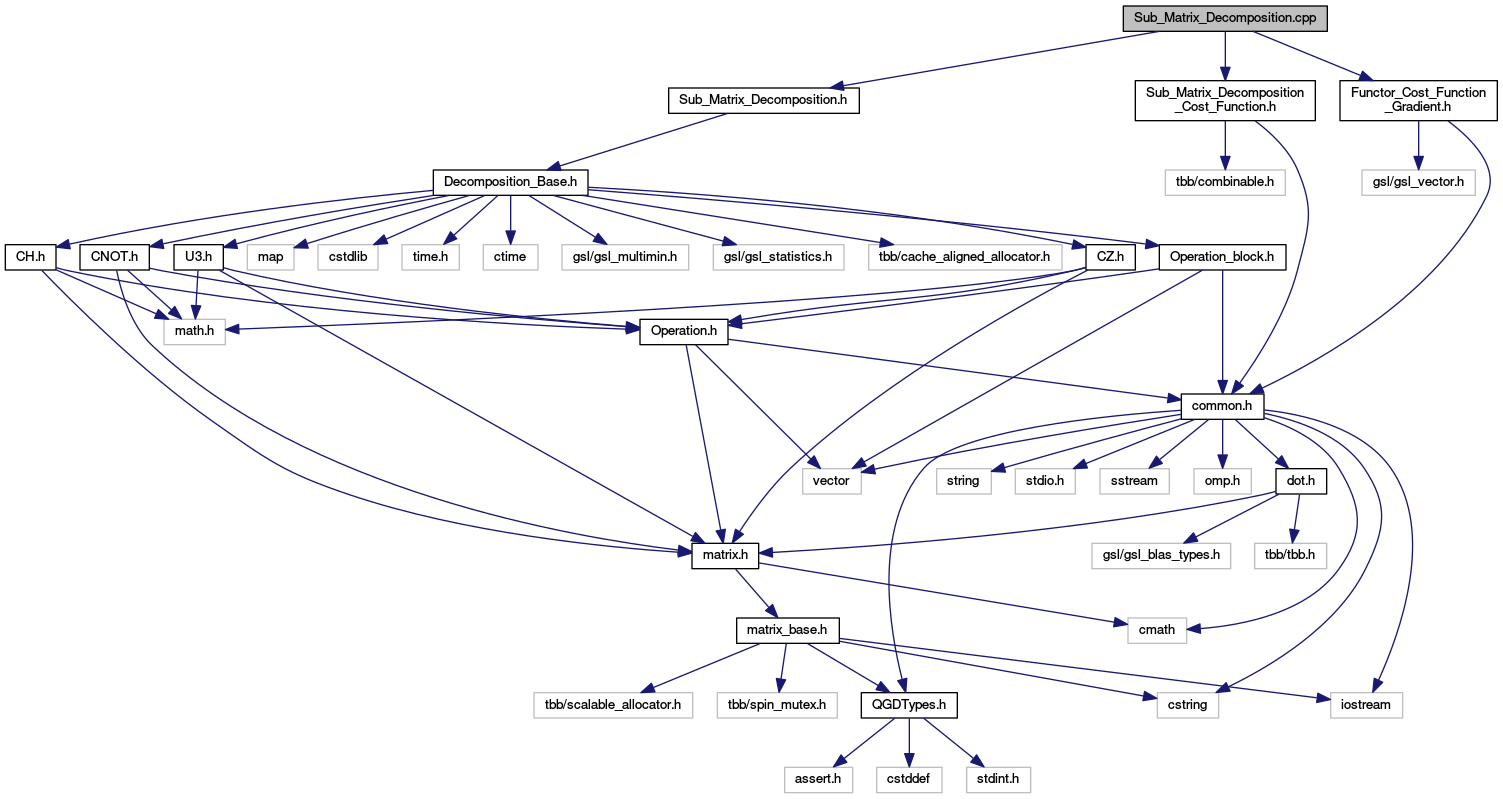 Sub_Matrix_Decomposition.cpp
Sub_Matrix_Decomposition.h
Sub_Matrix_Decomposition
_Cost_Function.h
Functor_Cost_Function
_Gradient.h
Decomposition_Base.h
tbb/combinable.h
gsl/gsl_vector.h
CH.h
CNOT.h
U3.h
map
cstdlib
time.h
ctime
gsl/gsl_multimin.h
gsl/gsl_statistics.h
tbb/cache_aligned_allocator.h
CZ.h
Operation_block.h
math.h
Operation.h
common.h
vector
string
stdio.h
sstream
omp.h
dot.h
matrix.h
gsl/gsl_blas_types.h
tbb/tbb.h
matrix_base.h
cmath
tbb/scalable_allocator.h
tbb/spin_mutex.h
QGDTypes.h
cstring
iostream
assert.h
cstddef
stdint.h